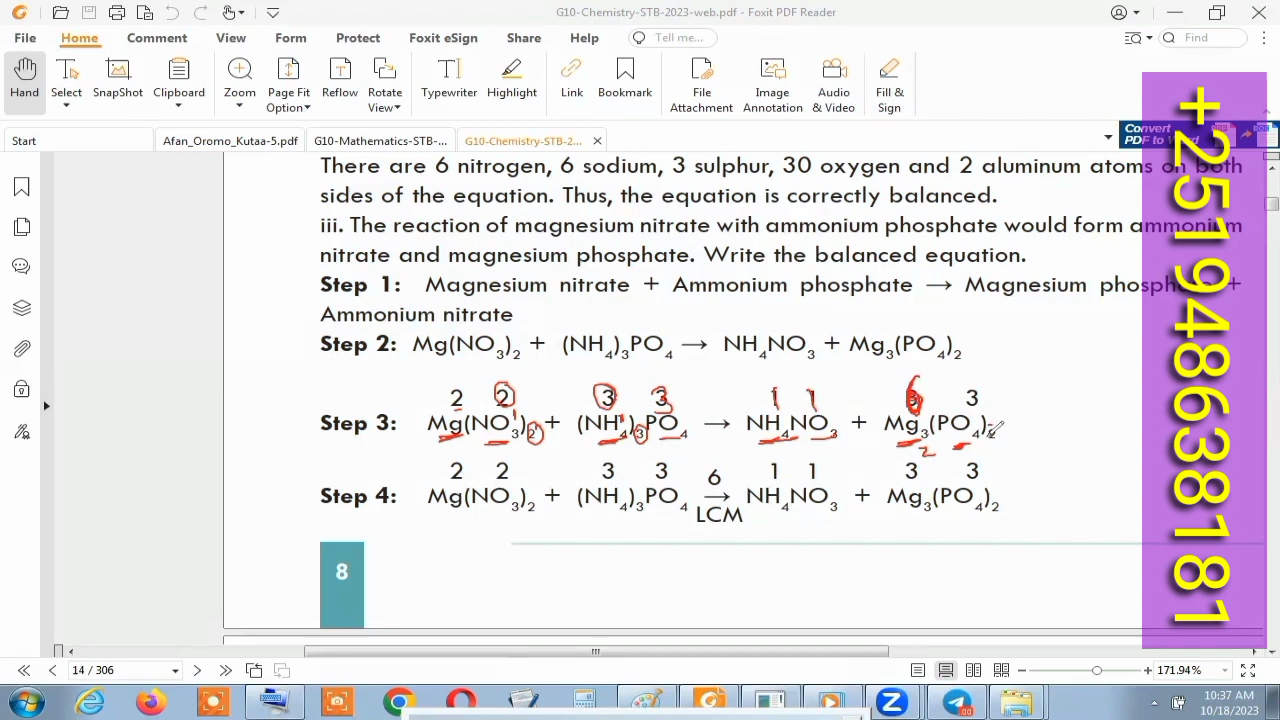 G10-Chemistry-STB-2023-web.pdf - Foxit PDF Reader
File Home Comment View Form Protect Foxit eSign Share Help Tell me... Find
Hand Select SnapShot Clipboard Zoom Page Fit Option Reflow Rotate View Typewriter Highlight Link Bookmark File Attachment Image Annotation Audio & Video Fill & Sign
Start Afan_Oromo_Kutaa-5.pdf G10-Mathematics-STB-... G10-Chemistry-STB-2...
Convert
PDF to Word
There are 6 nitrogen, 6 sodium, 3 sulphur, 30 oxygen and 2 aluminum atoms on both
sides of the equation. Thus, the equation is correctly balanced.
iii. The reaction of magnesium nitrate with ammonium phosphate would form ammonium
nitrate and magnesium phosphate. Write the balanced equation.
Step 1: Magnesium nitrate + Ammonium phosphate → Magnesium phosphate +
Ammonium nitrate
Step 2: Mg(NO₃)₂ + (NH₄)₃PO₄ → NH₄NO₃ + Mg₃(PO₄)₂
2 2 3 3 1 1 6 3
Step 3: Mg(NO₃)₂ + (NH₄)₃PO₄ → NH₄NO₃ + Mg₃(PO₄)₂
2
2 2 3 3 6 1 1 3 3
Step 4: Mg(NO₃)₂ + (NH₄)₃PO₄ → NH₄NO₃ + Mg₃(PO₄)₂
LCM
8
+251948638181
14 / 306
171.94%
10:37 AM
10/18/2023